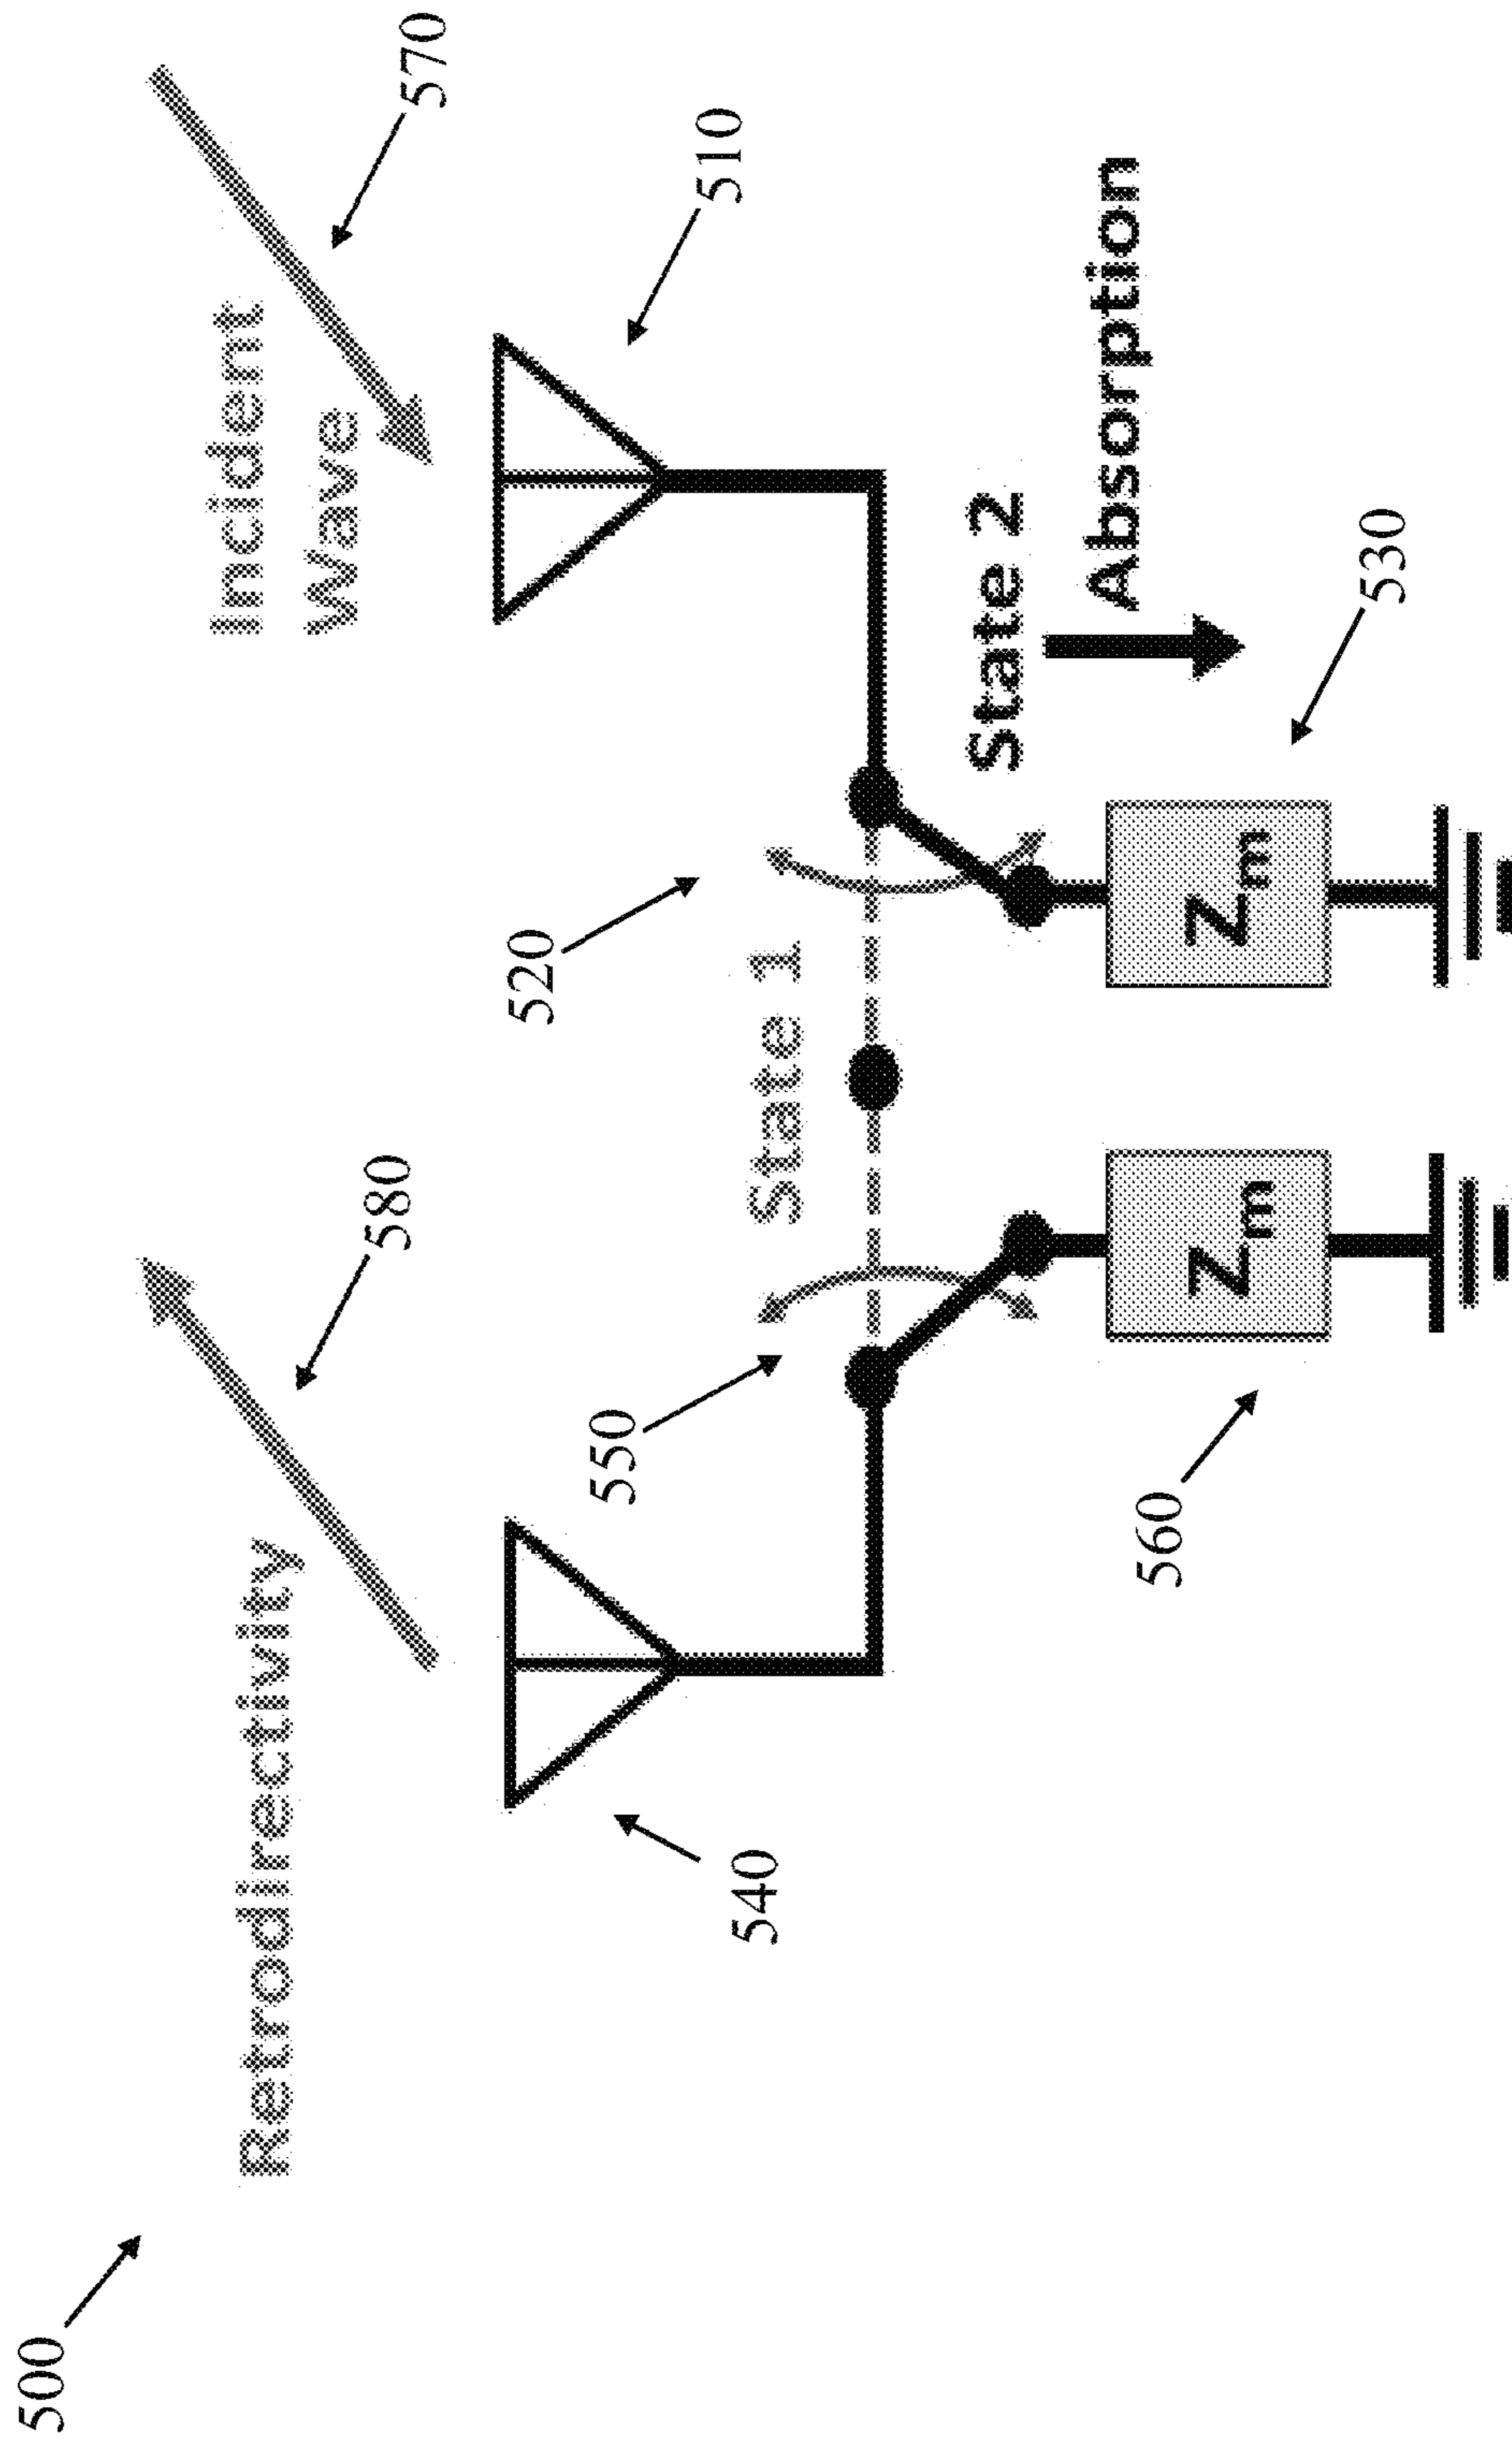 500
Retrodirectivity
580
Incident
Wave
570
540
510
550
State 1
520
State 2
Absorption
560
Zm
Zm
530